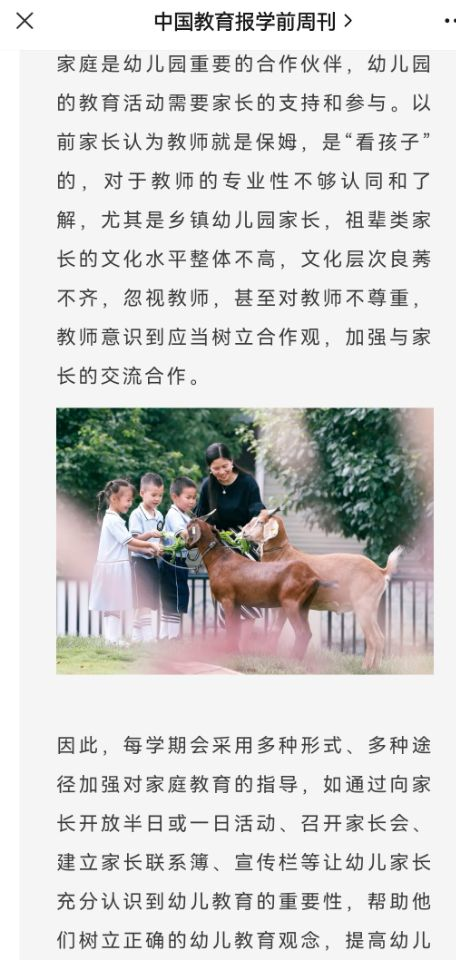 中国教育报学前周刊
家庭是幼儿园重要的合作伙伴，幼儿园
的教育活动需要家长的支持和参与。以
前家长认为教师就是保姆，是“看孩子”
的，对于教师的专业性不够认同和了
解，尤其是乡镇幼儿园家长，祖辈类家
长的文化水平整体不高，文化层次良莠
不齐，忽视教师，甚至对教师不尊重，
教师意识到应当树立合作观，加强与家
长的交流合作。
因此，每学期会采用多种形式、多种途
径加强对家庭教育的指导，如通过向家
长开放半日或一日活动、召开家长会、
建立家长联系簿、宣传栏等让幼儿家长
充分认识到幼儿教育的重要性，帮助他
们树立正确的幼儿教育观念，提高幼儿